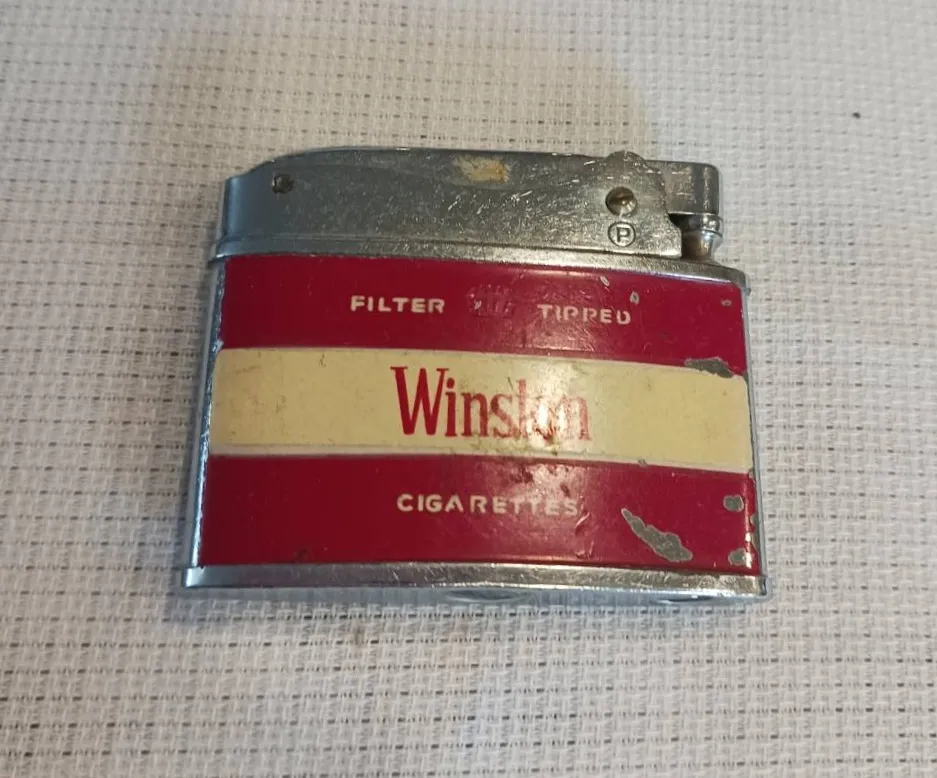 P
FILTER TIPPED
Winston
CIGARETTES